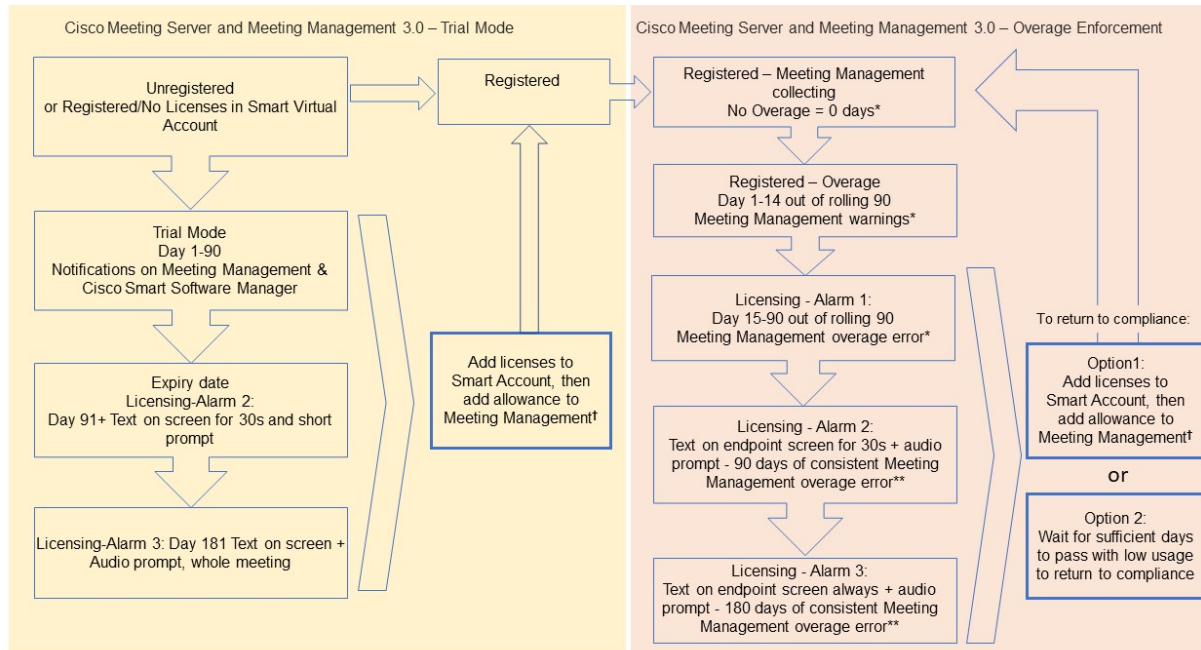 Cisco Meeting Server and Meeting Management 3.0 – Trial Mode
Unregistered
or Registered/No Licenses in Smart Virtual
Account
Registered
Trial Mode
Day 1-90
Notifications on Meeting Management &
Cisco Smart Software Manager
Expiry date
Licensing-Alarm 2:
Day 91+ Text on screen for 30s and short
prompt
Licensing-Alarm 3: Day 181 Text on screen +
Audio prompt, whole meeting
Add licenses to
Smart Account, then
add allowance to
Meeting Management†
Cisco Meeting Server and Meeting Management 3.0 – Overage Enforcement
Registered – Meeting Management
collecting
No Overage = 0 days*
Registered – Overage
Day 1-14 out of rolling 90
Meeting Management warnings*
Licensing - Alarm 1:
Day 15-90 out of rolling 90
Meeting Management overage error*
Licensing - Alarm 2:
Text on endpoint screen for 30s + audio
prompt - 90 days of consistent Meeting
Management overage error**
Licensing - Alarm 3:
Text on endpoint screen always + audio
prompt - 180 days of consistent Meeting
Management overage error**
To return to compliance:
Option1:
Add licenses to
Smart Account, then
add allowance to
Meeting Management†
or
Option 2:
Wait for sufficient days
to pass with low usage
to return to compliance